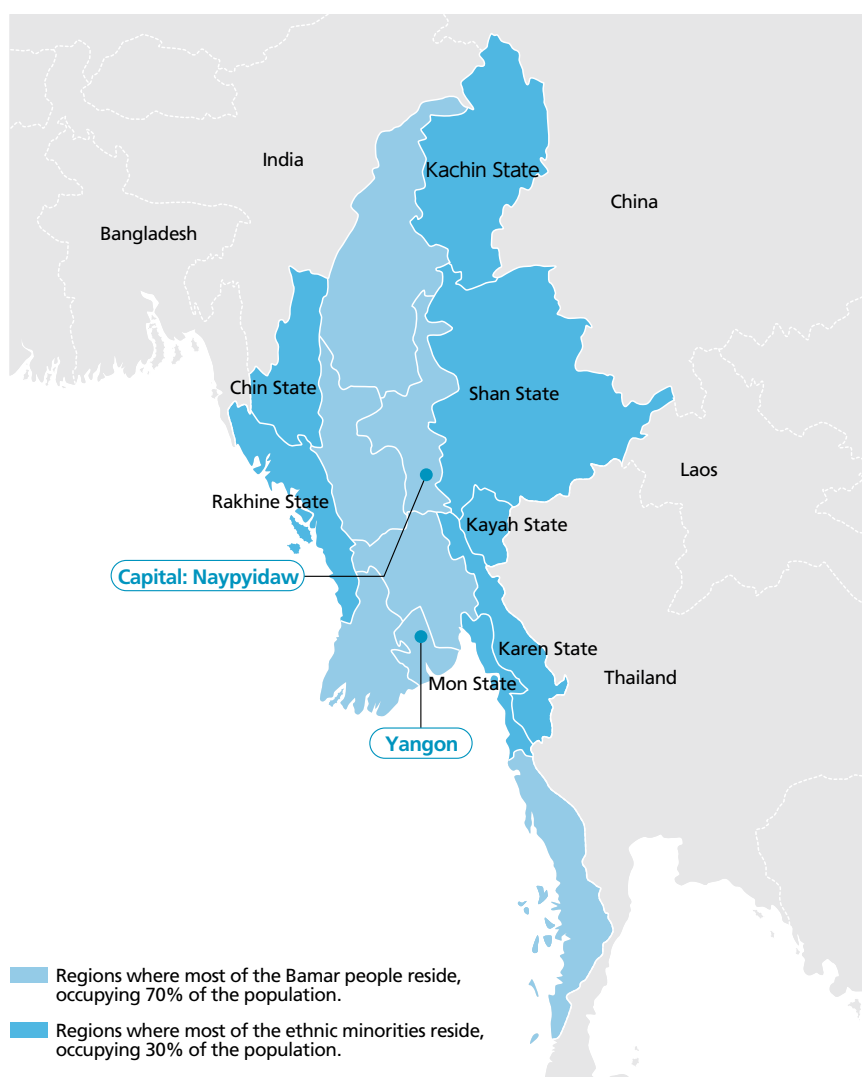 India
Kachin State
China
Bangladesh
Chin State
Shan State
Laos
Rakhine State
Kayah State
Capital: Naypyidaw
Karen State
Thailand
Mon State
Yangon
Regions where most of the Bamar people reside,
occupying 70% of the population.
Regions where most of the ethnic minorities reside,
occupying 30% of the population.